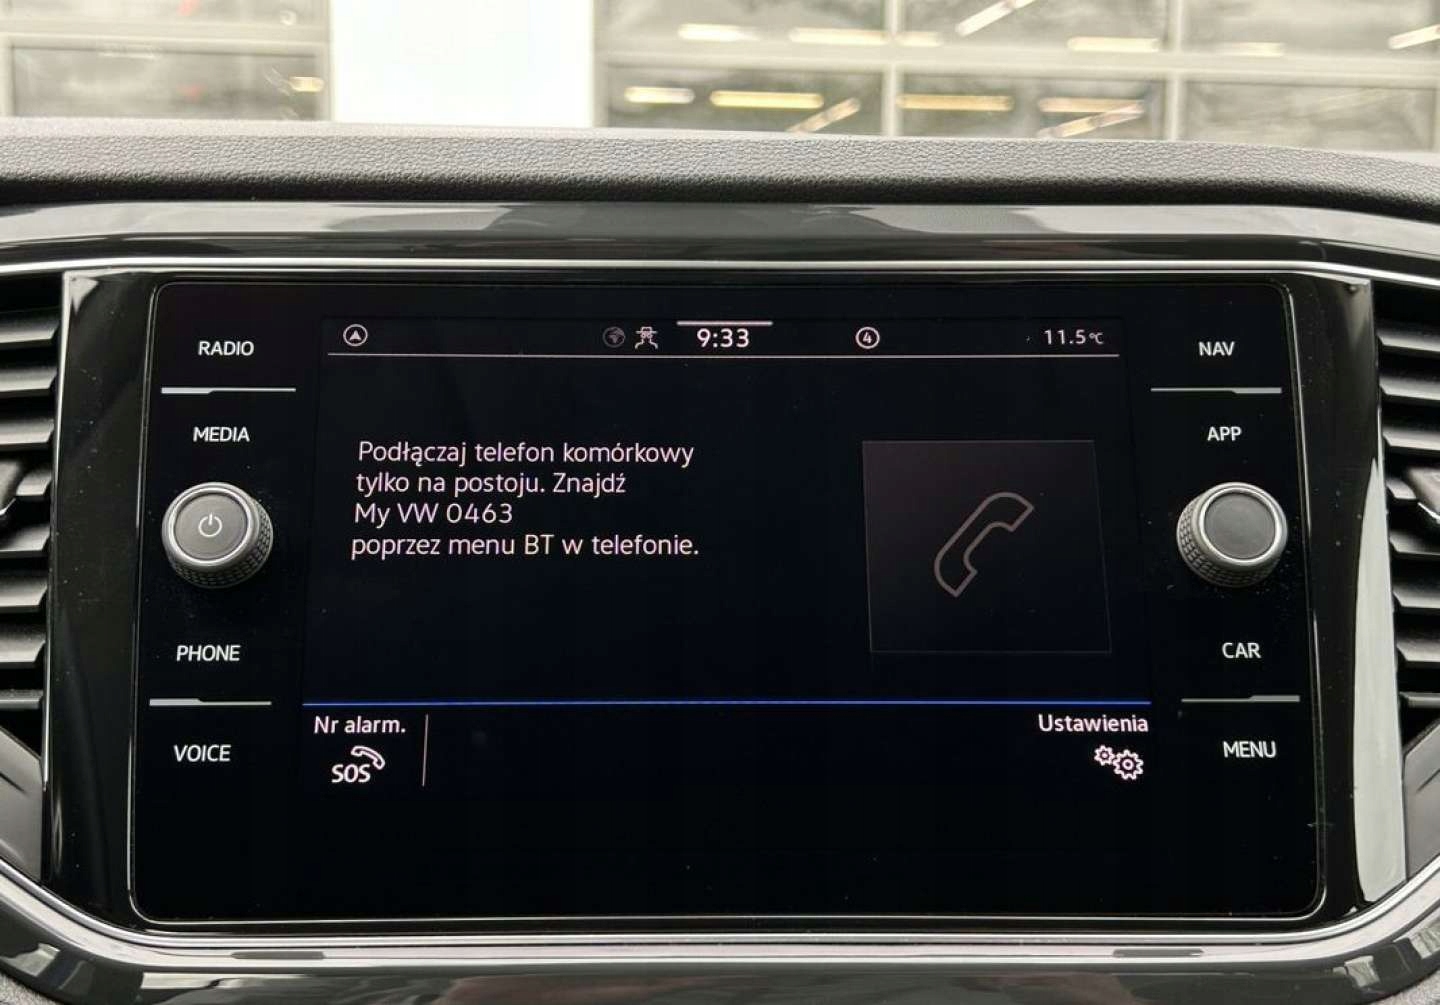 RADIO
MEDIA
PHONE
VOICE
9:33
4
11.5°C
Podłączaj telefon komórkowy
tylko na postoju. Znajdź
My VW 0463
poprzez menu BT w telefonie.
Nr alarm.
SOS
Ustawienia
NAV
APP
CAR
MENU